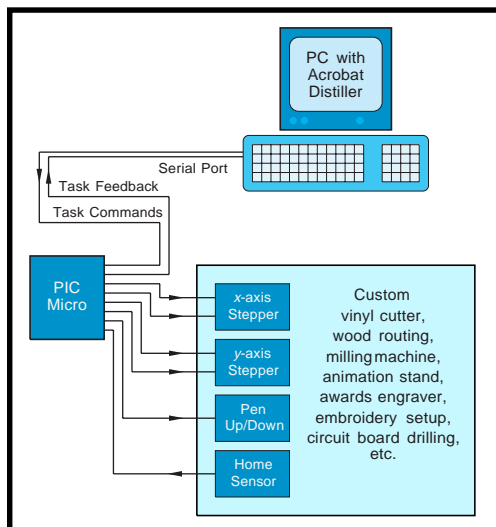 PC with
Acrobat
Distiller
Serial Port
Task Feedback
Task Commands
PIC
Micro
x-axis
Stepper
y-axis
Stepper
Pen
Up/Down
Home
Sensor
Custom
vinyl cutter,
wood routing,
milling machine,
animation stand,
awards engraver,
embroidery setup,
circuit board drilling,
etc.